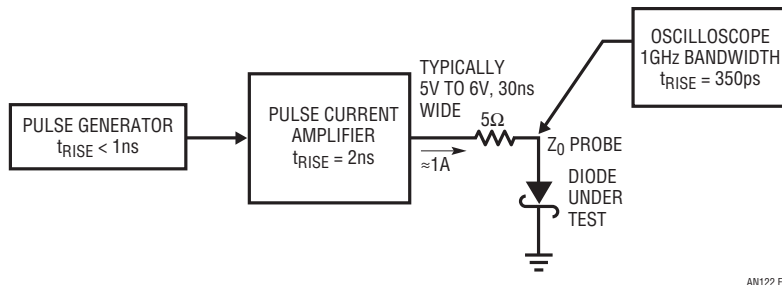 PULSE GENERATOR
tRISE < 1ns
PULSE CURRENT
AMPLIFIER
tRISE = 2ns
TYPICALLY
5V TO 6V, 30ns
WIDE
≈1A
5Ω
Z0 PROBE
DIODE
UNDER
TEST
OSCILLOSCOPE
1GHz BANDWIDTH
tRISE = 350ps